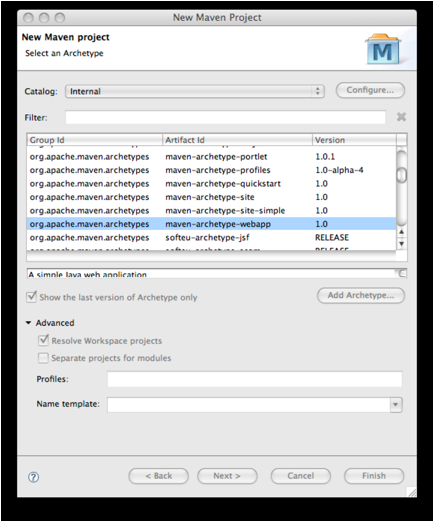 New Maven Project
New Maven project
Select an Archetype
M
Catalog: Internal Configure...
Filter:
Group Id Artifact Id Version
org.apache.maven.archetypes maven-archetype-portlet 1.0.1
org.apache.maven.archetypes maven-archetype-profiles 1.0-alpha-4
org.apache.maven.archetypes maven-archetype-quickstart 1.0
org.apache.maven.archetypes maven-archetype-site 1.0
org.apache.maven.archetypes maven-archetype-site-simple 1.0
org.apache.maven.archetypes maven-archetype-webapp 1.0
org.apache.maven.archetypes softeu-archetype-jsf RELEASE
A simple Java web application
Show the last version of Archetype only Add Archetype...
Advanced
Resolve Workspace projects
Separate projects for modules
Profiles:
Name template:
? < Back Next > Cancel Finish